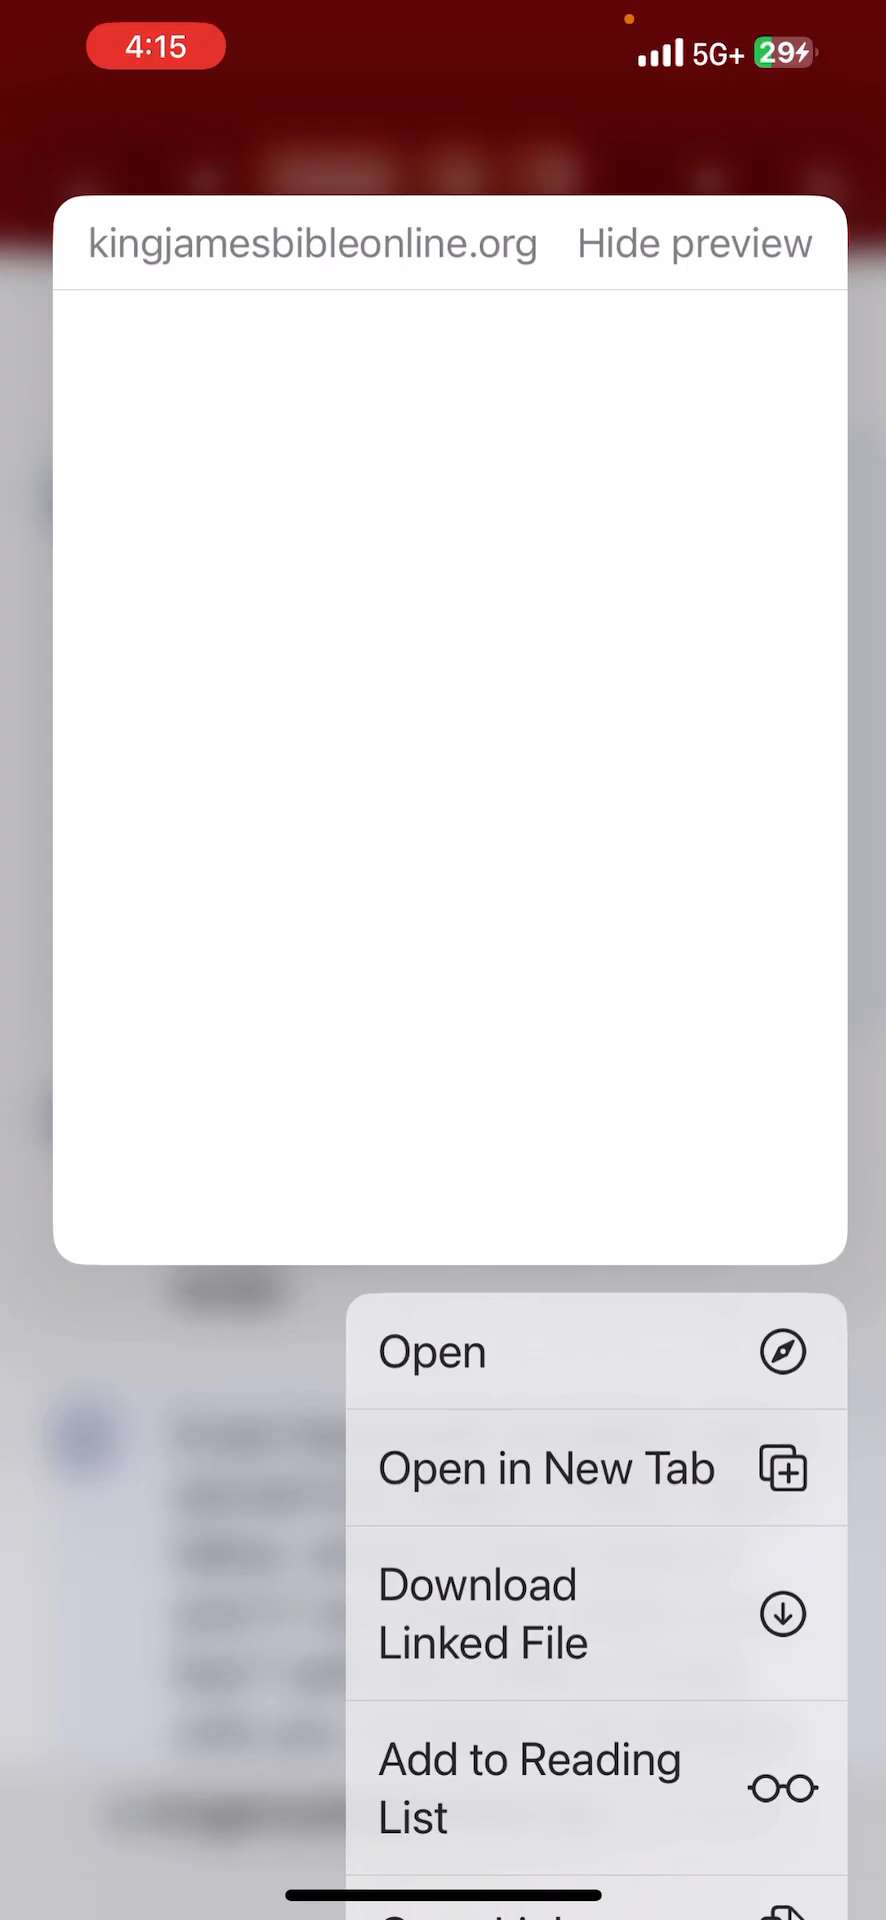 4:15
5G+ 29
kingjamesbibleonline.org Hide preview
Open
Open in New Tab
Download
Linked File
Add to Reading
List